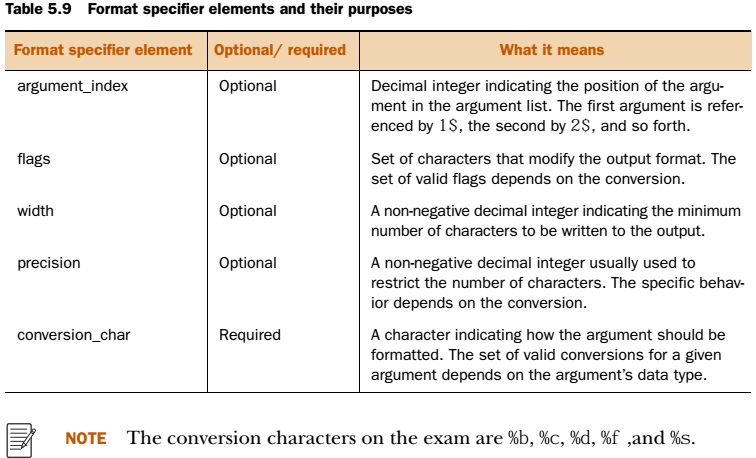 Table 5.9 Format specifier elements and their purposes
Format specifier element Optional/ required What it means
argument_index Optional Decimal integer indicating the position of the argu-
ment in the argument list. The first argument is refer-
enced by 1$, the second by 2$, and so forth.
flags Optional Set of characters that modify the output format. The
set of valid flags depends on the conversion.
width Optional A non-negative decimal integer indicating the minimum
number of characters to be written to the output.
precision Optional A non-negative decimal integer usually used to
restrict the number of characters. The specific behav-
ior depends on the conversion.
conversion_char Required A character indicating how the argument should be
formatted. The set of valid conversions for a given
argument depends on the argument's data type.
NOTE The conversion characters on the exam are %b, %c, %d, %f ,and %s.